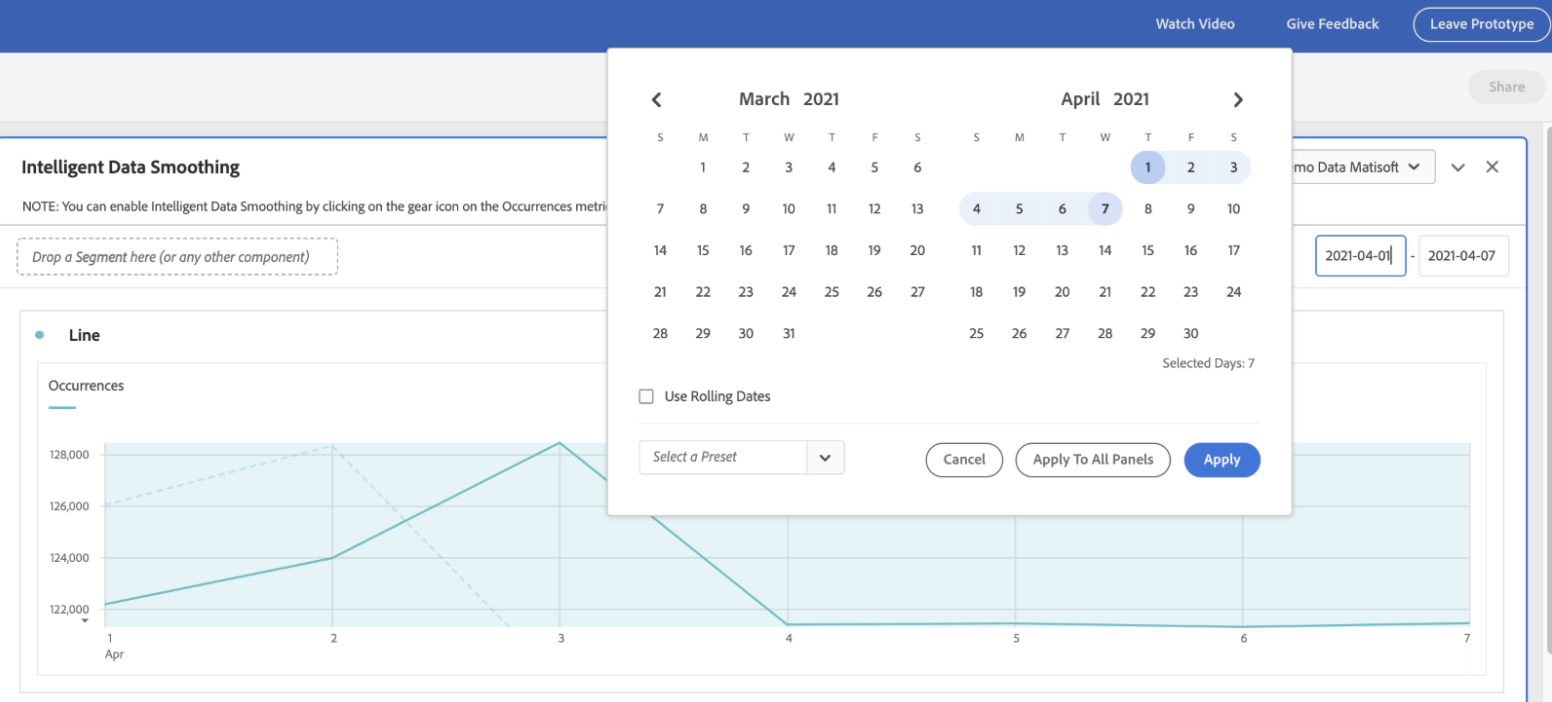 Watch Video
Give Feedback
Leave Prototype
Share
Intelligent Data Smoothing
NOTE: You can enable Intelligent Data Smoothing by clicking on the gear icon on the Occurrences
Data Matisoft
Drop a Segment here (or any other component)
2021-04-01 - 2021-04-07
March 2021
S M T W T F S
1 2 3 4 5 6
7 8 9 10 11 12 13
14 15 16 17 18 19 20
21 22 23 24 25 26 27
28 29 30 31
April 2021
S M T W T F S
1 2 3
4 5 6 7 8 9 10
11 12 13 14 15 16 17
18 19 20 21 22 23 24
25 26 27 28 29 30
Selected Days: 7
Use Rolling Dates
Select a Preset
Cancel
Apply To All Panels
Apply
Line
Occurrences
128,000
126,000
124,000
122,000
1 2 3 4 5 6 7
Apr